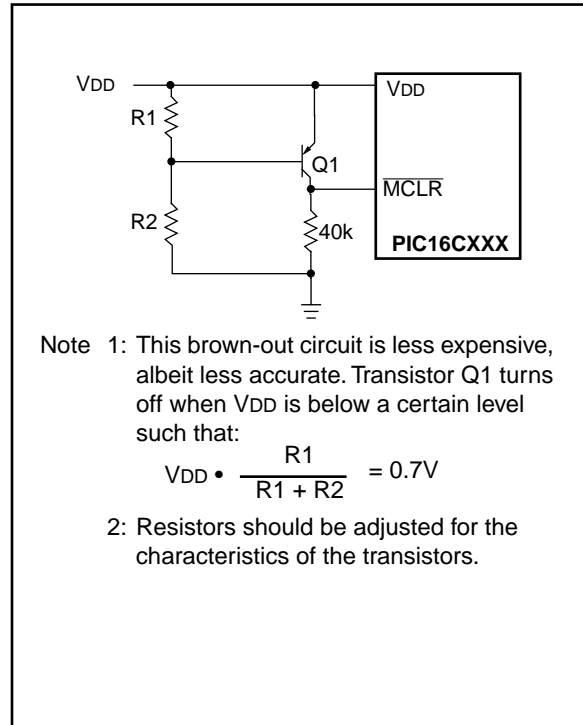 VDD
VDD
R1
Q1
MCLR
R2
40k
PIC16CXXX
Note 1: This brown-out circuit is less expensive,
albeit less accurate. Transistor Q1 turns
off when VDD is below a certain level
such that:
VDD • R1 / R1 + R2 = 0.7V
2: Resistors should be adjusted for the
characteristics of the transistors.